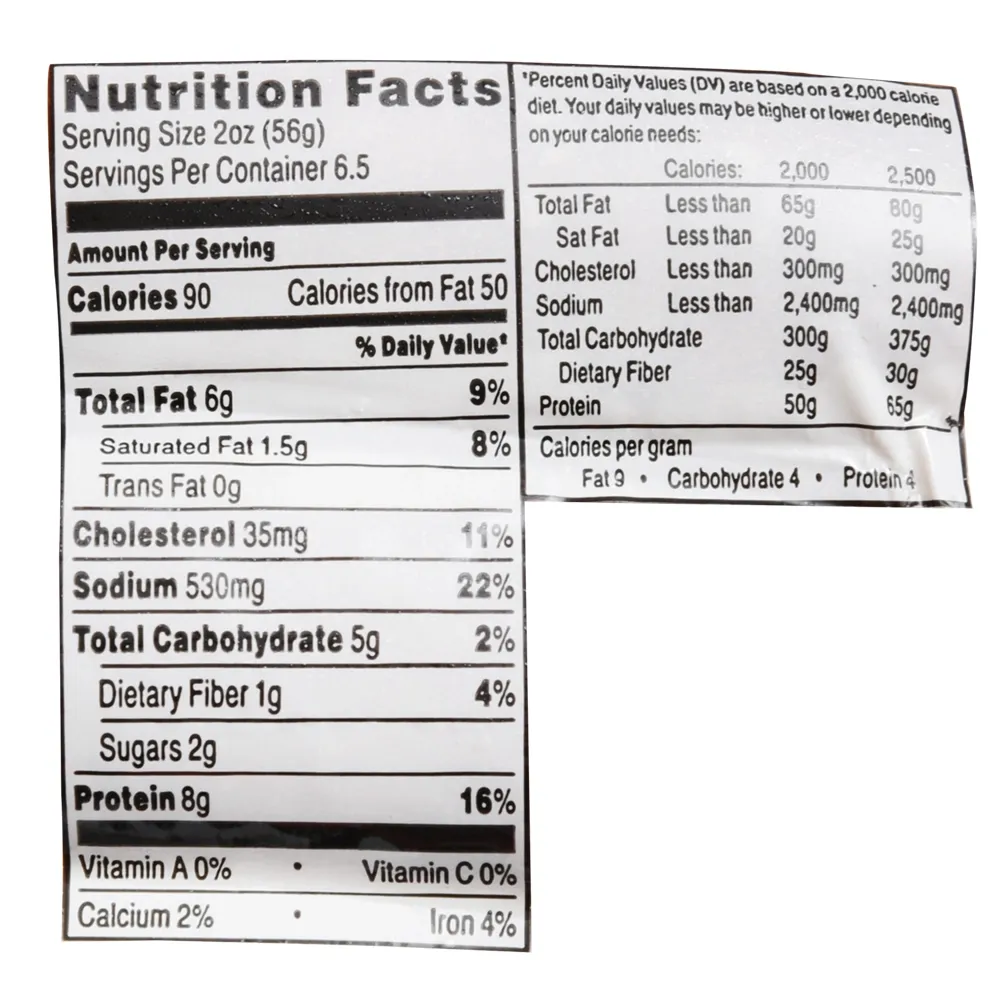 Nutrition Facts
Serving Size 2oz (56g)
Servings Per Container 6.5
Amount Per Serving
Calories 90 Calories from Fat 50
% Daily Value*
Total Fat 6g 9%
Saturated Fat 1.5g 8%
Trans Fat 0g
Cholesterol 35mg 11%
Sodium 530mg 22%
Total Carbohydrate 5g 2%
Dietary Fiber 1g 4%
Sugars 2g
Protein 8g 16%
Vitamin A 0% • Vitamin C 0%
Calcium 2% • Iron 4%
*Percent Daily Values (DV) are based on a 2,000 calorie
diet. Your daily values may be higher or lower depending
on your calorie needs:
Calories: 2,000 2,500
Total Fat Less than 65g 80g
Sat Fat Less than 20g 25g
Cholesterol Less than 300mg 300mg
Sodium Less than 2,400mg 2,400mg
Total Carbohydrate 300g 375g
Dietary Fiber 25g 30g
Protein 50g 65g
Calories per gram
Fat 9 • Carbohydrate 4 • Protein 4